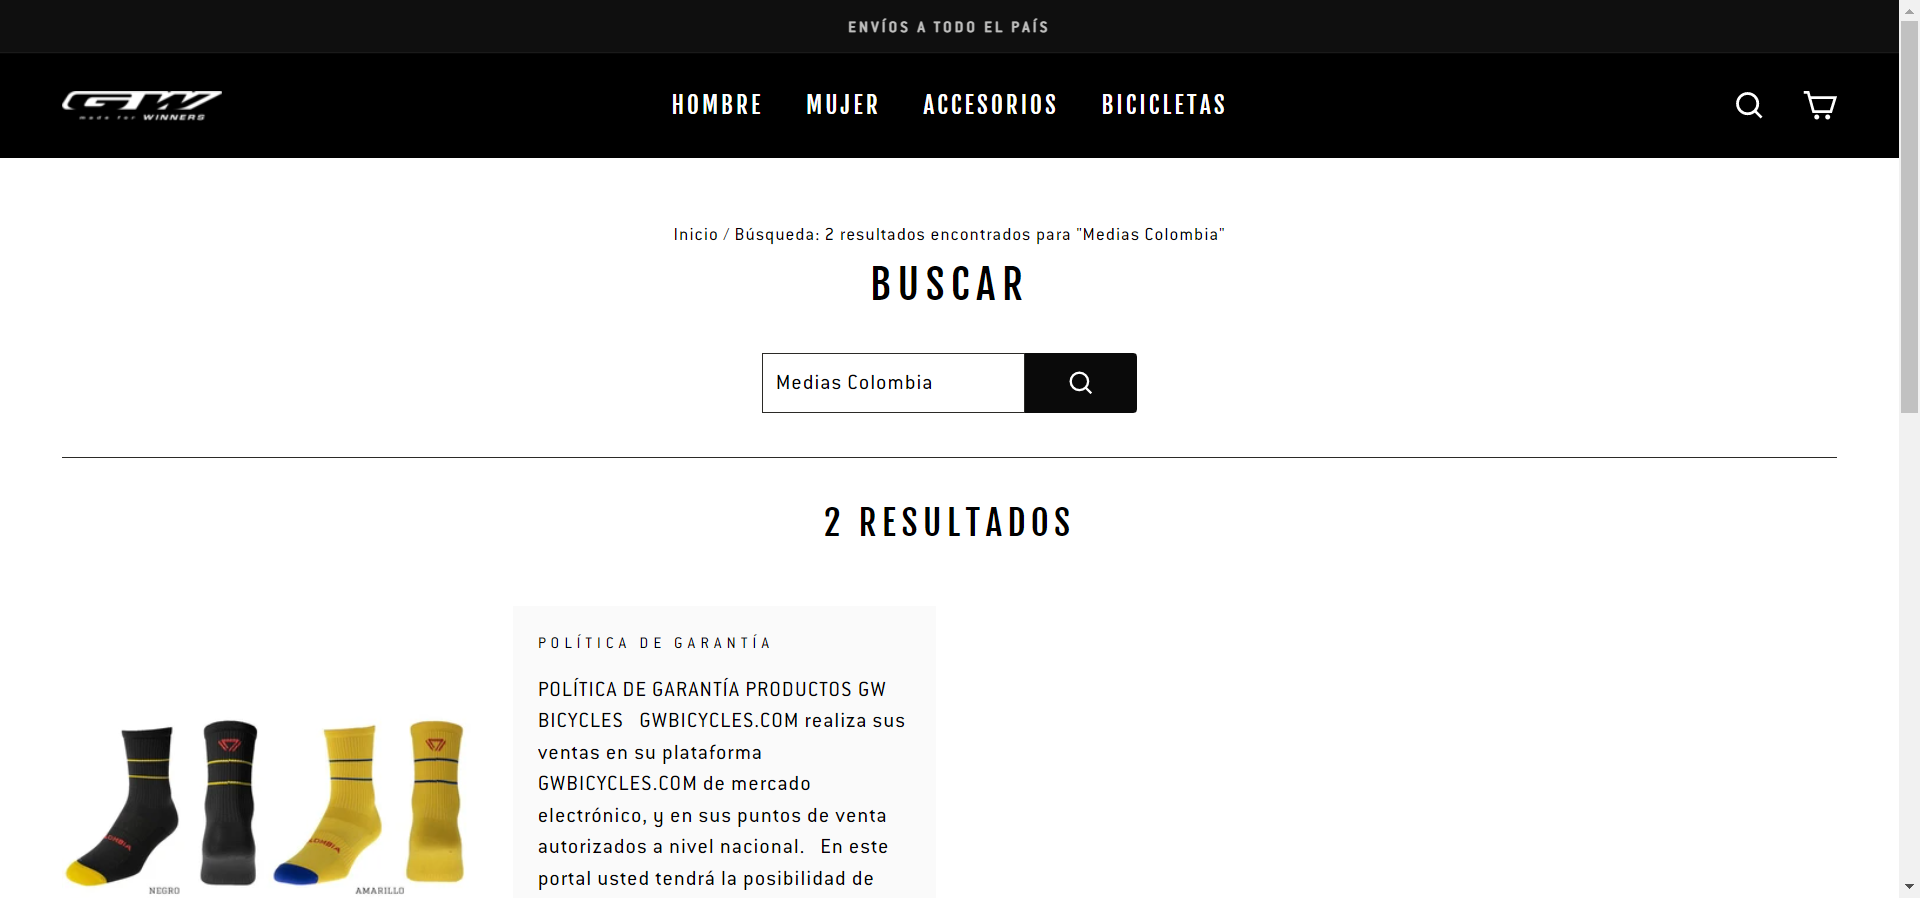 ENVÍOS A TODO EL PAÍS
GW
made for WINNERS
HOMBRE MUJER ACCESORIOS BICICLETAS
Inicio / Búsqueda: 2 resultados encontrados para "Medias Colombia"
BUSCAR
Medias Colombia
2 RESULTADOS
NEGRO
AMARILLO
POLÍTICA DE GARANTÍA
POLÍTICA DE GARANTÍA PRODUCTOS GW
BICYCLES GWBICYCLES.COM realiza sus
ventas en su plataforma
GWBICYCLES.COM de mercado
electrónico, y en sus puntos de venta
autorizados a nivel nacional. En este
portal usted tendrá la posibilidad de